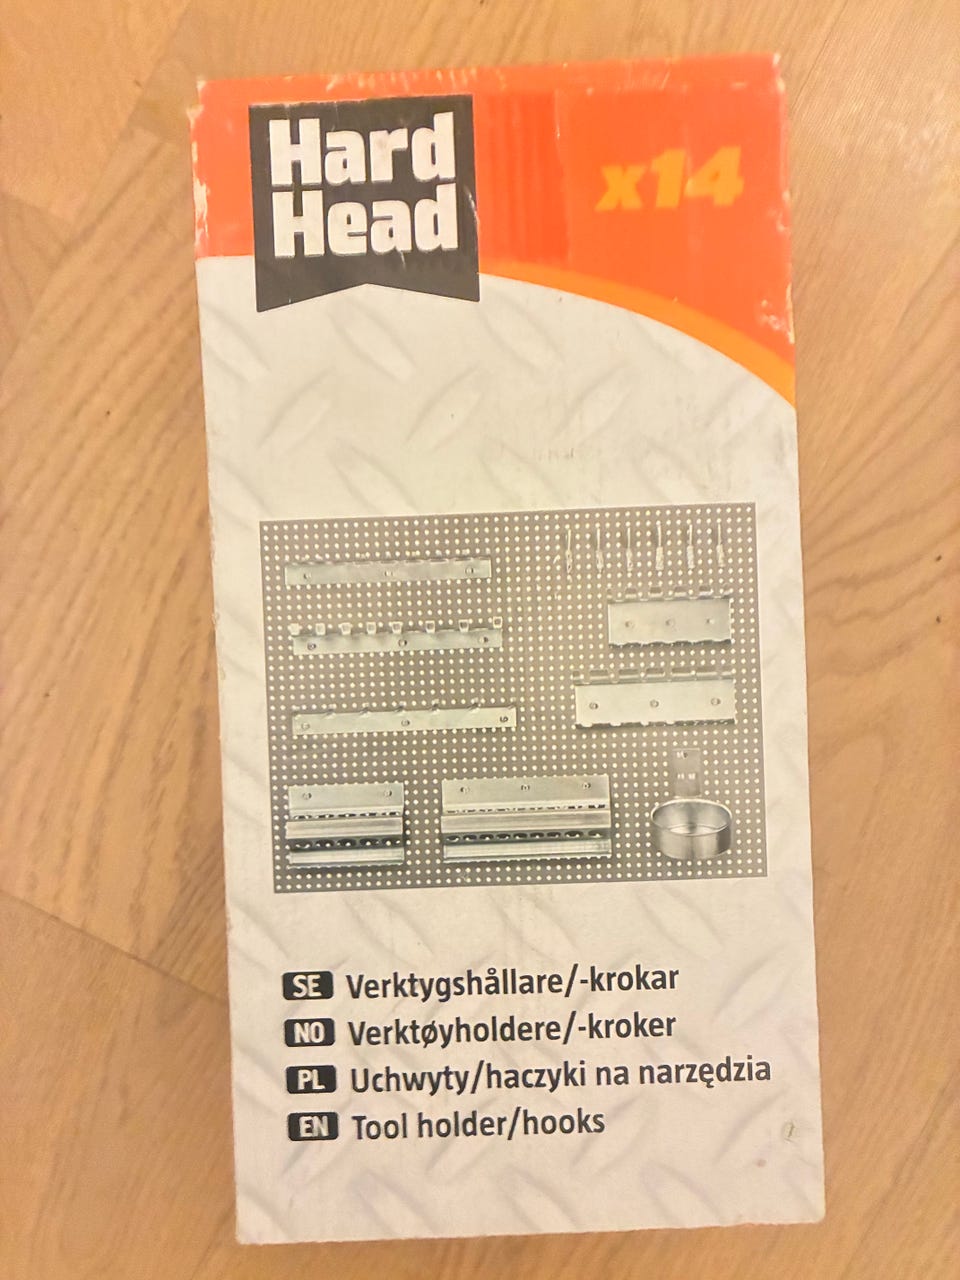 Hard
Head
x14
SE Verktygshållare/-krokar
NO Verktøyholdere/-kroker
PL Uchwyty/haczyki na narzędzia
EN Tool holder/hooks